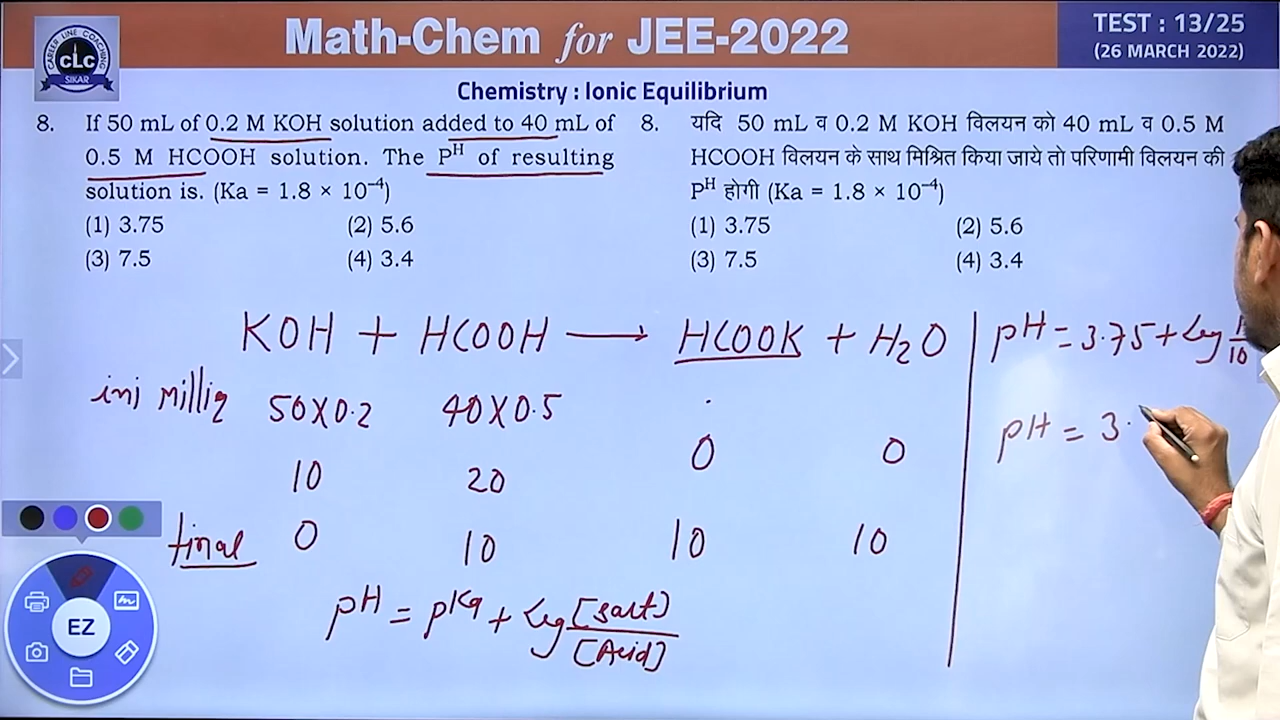 CAREER LINE COACHING
CLC
SIKAR
Math-Chem for JEE-2022
TEST : 13/25
(26 MARCH 2022)
Chemistry : Ionic Equilibrium
8. If 50 mL of 0.2 M KOH solution added to 40 mL of
0.5 M HCOOH solution. The P^H of resulting
solution is. (Ka = 1.8 × 10⁻⁴)
(1) 3.75 (2) 5.6
(3) 7.5 (4) 3.4
8. यदि 50 mL व 0.2 M KOH विलयन को 40 mL व 0.5 M
HCOOH विलयन के साथ मिश्रित किया जाये तो परिणामी विलयन की
P^H होगी (Ka = 1.8 × 10⁻⁴)
(1) 3.75 (2) 5.6
(3) 7.5 (4) 3.4
KOH + HCOOH ⟶ HCOOK + H₂O
ini milliq 50X0.2 40X0.5
0 0
10 20
final 0 10 10 10
pH = pKa + log [salt]/[Acid]
pH = 3.75 + log /10
pH = 3.
EZ